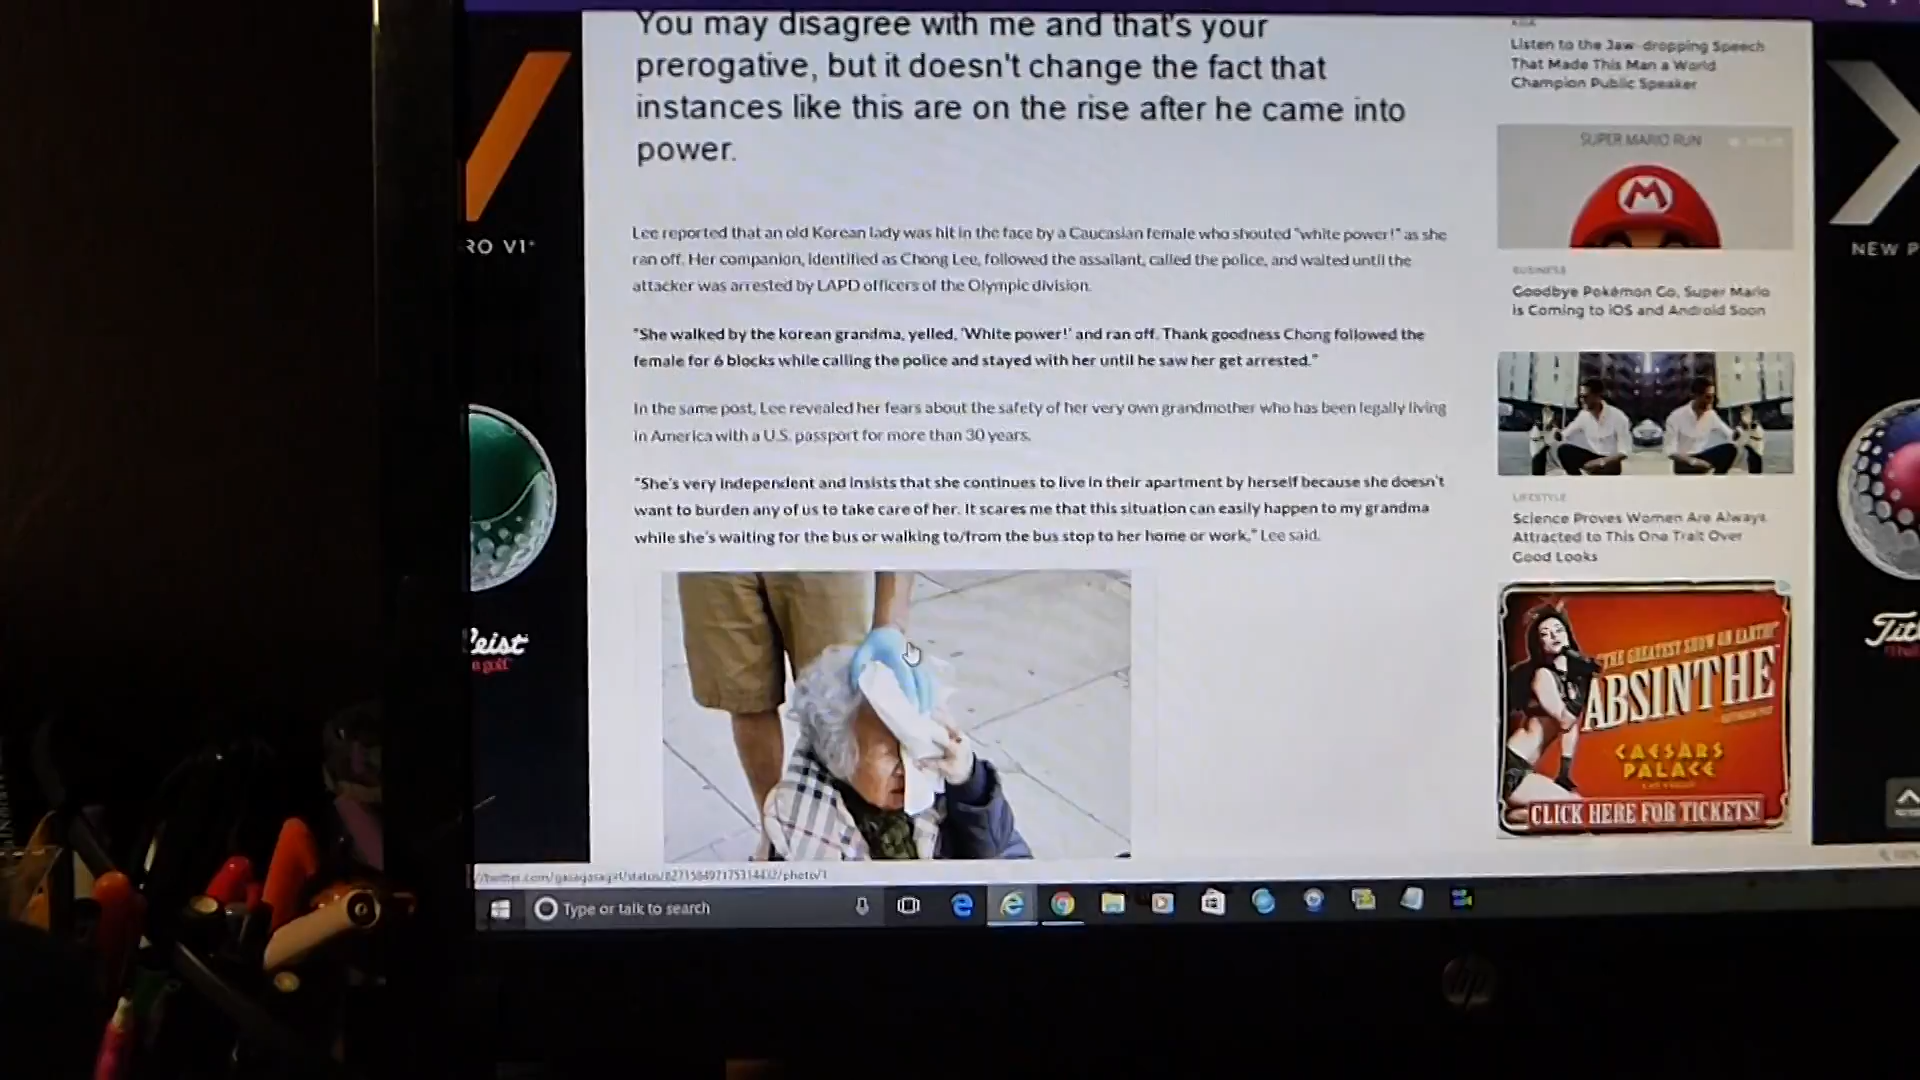 You may disagree with me and that's your
prerogative, but it doesn't change the fact that
instances like this are on the rise after he came into
power.
Lee reported that an old Korean lady was hit in the face by a Caucasian female who shouted "white power!" as she
ran off. Her companion, identified as Chong Lee, followed the assailant, called the police, and waited until the
attacker was arrested by LAPD officers of the Olympic division.
"She walked by the korean grandma, yelled, 'White power!' and ran off. Thank goodness Chong followed the
female for 6 blocks while calling the police and stayed with her until he saw her get arrested."
In the same post, Lee revealed her fears about the safety of her very own grandmother who has been legally living
in America with a U.S. passport for more than 30 years.
"She's very independent and insists that she continues to live in their apartment by herself because she doesn't
want to burden any of us to take care of her. It scares me that this situation can easily happen to my grandma
while she's waiting for the bus or walking to/from the bus stop to her home or work," Lee said.
ASIA
Listen to the Jaw-dropping Speech
That Made This Man a World
Champion Public Speaker
SUPER MARIO RUN
M
BUSINESS
Goodbye Pokémon Go, Super Mario
is Coming to iOS and Android Soon
LIFESTYLE
Science Proves Women Are Always
Attracted to This One Trait Over
Good Looks
THE GREATEST SHOW ON EARTH
ABSINTHE
CAESARS
PALACE
CLICK HERE FOR TICKETS!
RO V1
leist
NEW P
Titl
Type or talk to search
hp